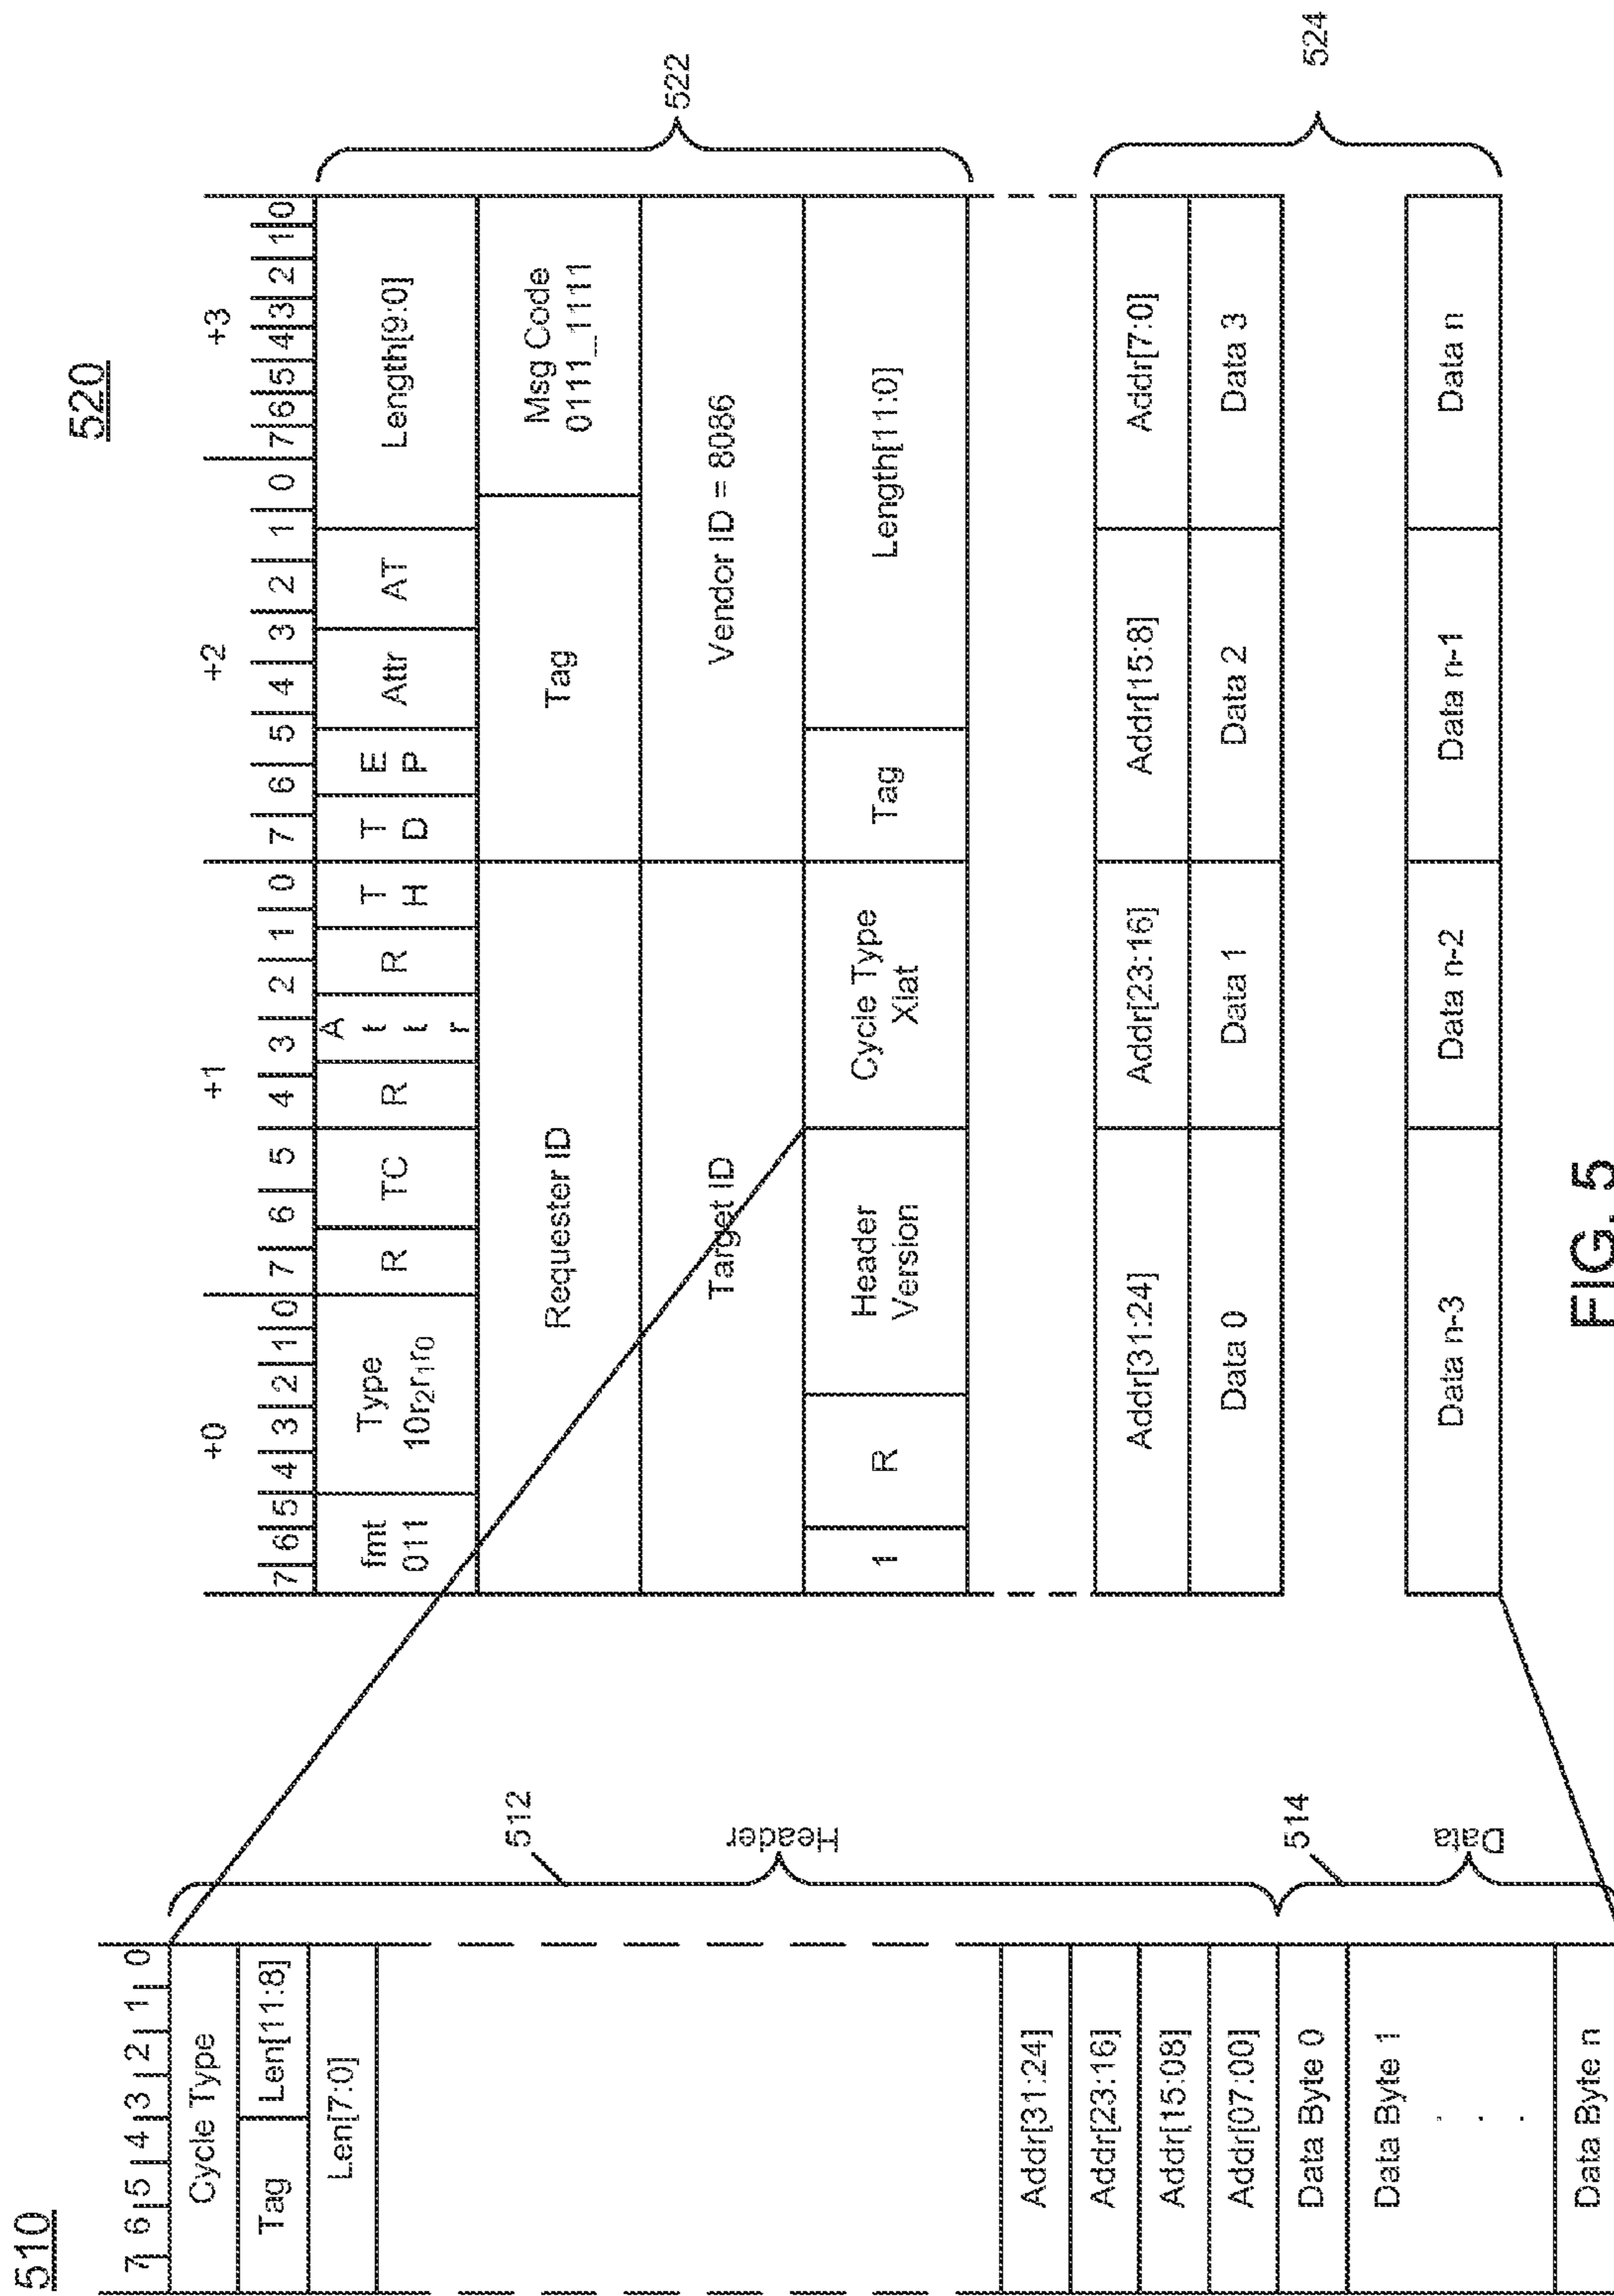 510
7 6 5 4 3 2 1 0
Cycle Type
Tag Len[11:8]
Len[7:0]
Addr[31:24]
Addr[23:16]
Addr[15:08]
Addr[07:00]
Data Byte 0
Data Byte 1
.
.
.
Data Byte n
512
Header
514
Data
520
+0 +1 +2 +3
7 6 5 4 3 2 1 0 7 6 5 4 3 2 1 0 7 6 5 4 3 2 1 0 7 6 5 4 3 2 1 0
fmt
011
Type
10r2r1r0
R
TC
R
Attr
R
TH
TD
EP
Attr
AT
Length[9:0]
Requester ID
Tag
Msg Code
0111_1111
Target ID
Vendor ID = 8086
1
R
Header
Version
Cycle Type
Xlat
Tag
Length[11:0]
522
Addr[31:24] Addr[23:16] Addr[15:8] Addr[7:0]
Data 0 Data 1 Data 2 Data 3
Data n-3 Data n-2 Data n-1 Data n
524
FIG. 5